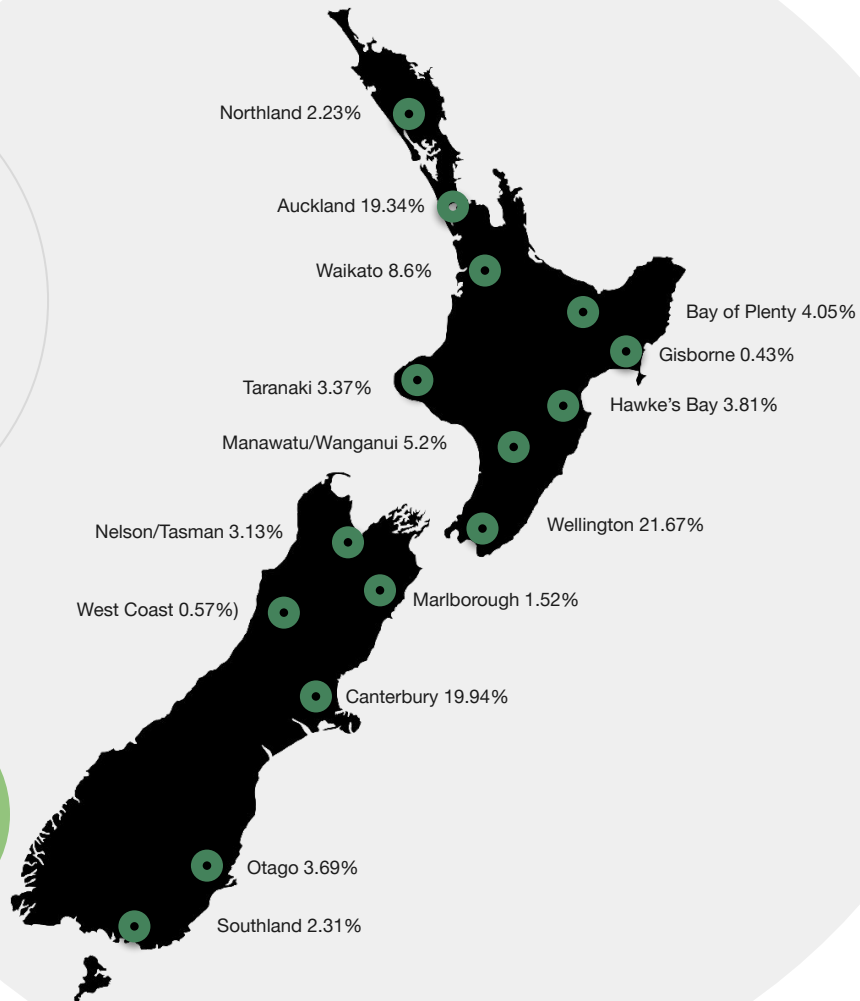 Northland 2.23%
Auckland 19.34%
Waikato 8.6%
Bay of Plenty 4.05%
Gisborne 0.43%
Taranaki 3.37%
Hawke’s Bay 3.81%
Manawatu/Wanganui 5.2%
Wellington 21.67%
Nelson/Tasman 3.13%
Marlborough 1.52%
West Coast 0.57%)
Canterbury 19.94%
Otago 3.69%
Southland 2.31%